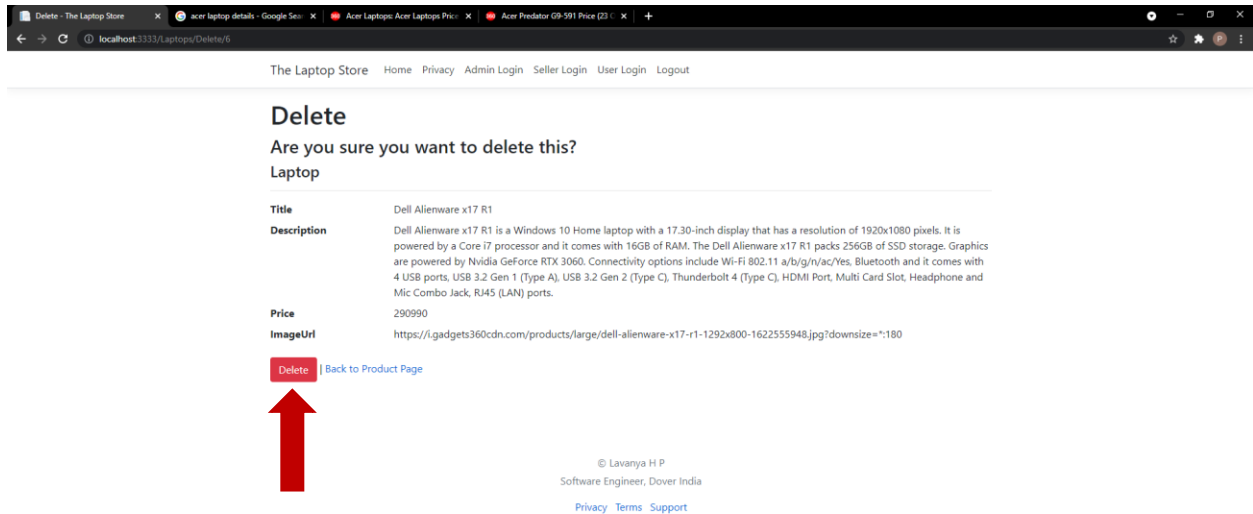 Delete - The Laptop Store
acer laptop details - Google Sear
Acer Laptops: Acer Laptops Price
Acer Predator G9-591 Price (23 O
localhost:3333/Laptops/Delete/6
P
The Laptop Store Home Privacy Admin Login Seller Login User Login Logout
Delete
Are you sure you want to delete this?
Laptop
Title Dell Alienware x17 R1
Description Dell Alienware x17 R1 is a Windows 10 Home laptop with a 17.30-inch display that has a resolution of 1920x1080 pixels. It is
powered by a Core i7 processor and it comes with 16GB of RAM. The Dell Alienware x17 R1 packs 256GB of SSD storage. Graphics
are powered by Nvidia GeForce RTX 3060. Connectivity options include Wi-Fi 802.11 a/b/g/n/ac/Yes, Bluetooth and it comes with
4 USB ports, USB 3.2 Gen 1 (Type A), USB 3.2 Gen 2 (Type C), Thunderbolt 4 (Type C), HDMI Port, Multi Card Slot, Headphone and
Mic Combo Jack, RJ45 (LAN) ports.
Price 290990
ImageUrl https://i.gadgets360cdn.com/products/large/dell-alienware-x17-r1-1292x800-1622555948.jpg?downsize=*:180
Delete | Back to Product Page
© Lavanya H P
Software Engineer, Dover India
Privacy Terms Support